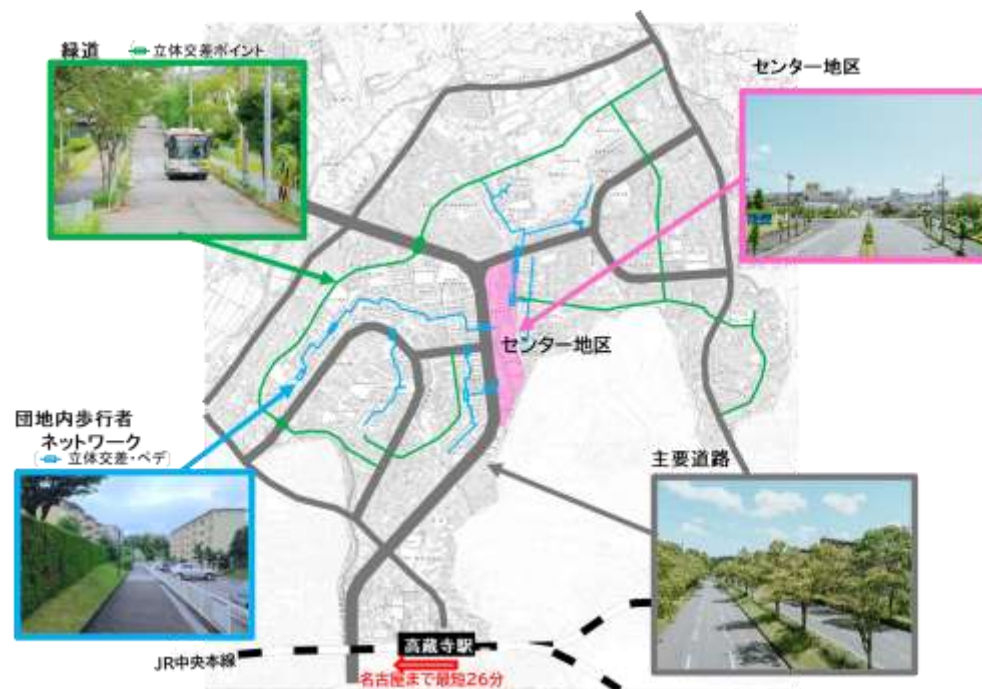 緑道
立体交差ポイント
センター地区
センター地区
団地内歩行者
ネットワーク
立体交差・ペデ
主要道路
高蔵寺駅
JR中央本線
名古屋まで最短26分